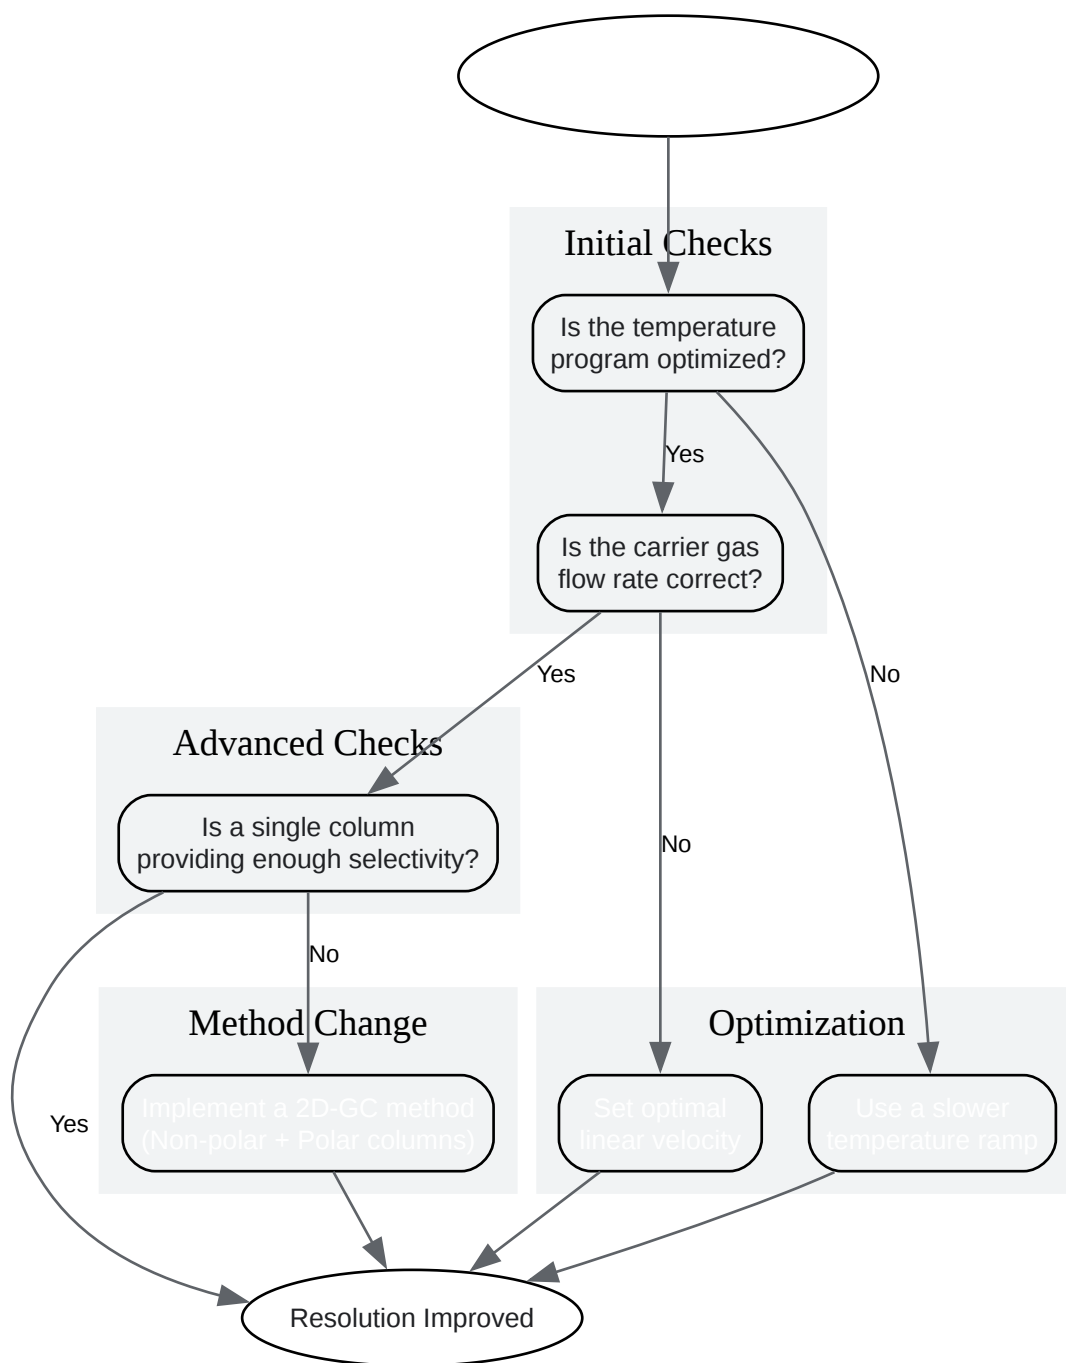 Initial Checks
Is the temperature
program optimized?
Yes
Is the carrier gas
flow rate correct?
Yes
No
Advanced Checks
Is a single column
providing enough selectivity?
No
No
Method Change
Optimization
Implement a 2D-GC method
(Non-polar + Polar columns)
Set optimal
linear velocity
Use a slower
temperature ramp
Yes
Resolution Improved